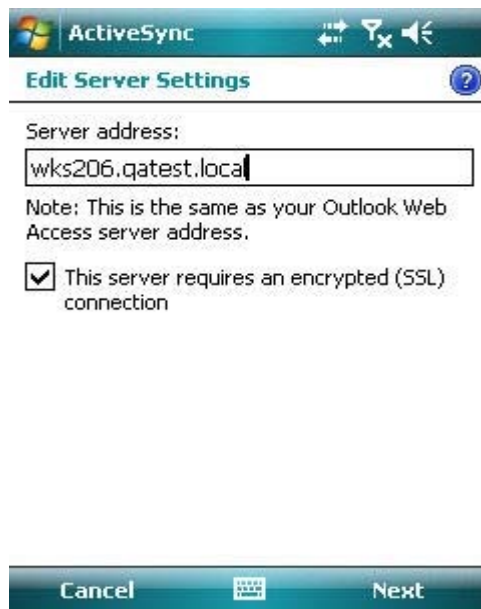 ActiveSync
Edit Server Settings
?
Server address:
wks206.qatest.local
Note: This is the same as your Outlook Web
Access server address.
This server requires an encrypted (SSL)
connection
Cancel
Next